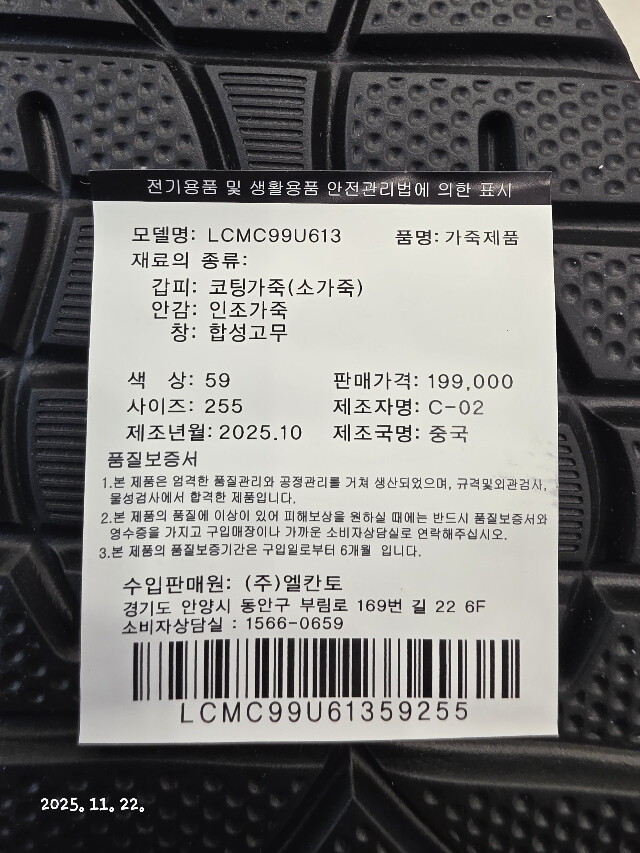 전기용품 및 생활용품 안전관리법에 의한 표시
모델명: LCMC99U613 품명: 가죽제품
재료의 종류:
갑피: 코팅가죽(소가죽)
안감: 인조가죽
창: 합성고무
색 상: 59 판매가격: 199,000
사이즈: 255 제조자명: C-02
제조년월: 2025.10 제조국명: 중국
품질보증서
1.본 제품은 엄격한 품질관리와 공정관리를 거쳐 생산되었으며, 규격및외관검사,
물성검사에서 합격한 제품입니다.
2.본 제품의 품질에 이상이 있어 피해보상을 원하실 때에는 반드시 품질보증서와
영수증을 가지고 구입매장이나 가까운 소비자상담실로 연락해주십시오.
3.본 제품의 품질보증기간은 구입일로부터 6개월 입니다.
수입판매원: (주)엘칸토
경기도 안양시 동안구 부림로 169번 길 22 6F
소비자상담실 : 1566-0659
LCMC99U61359255
2025. 11. 22.